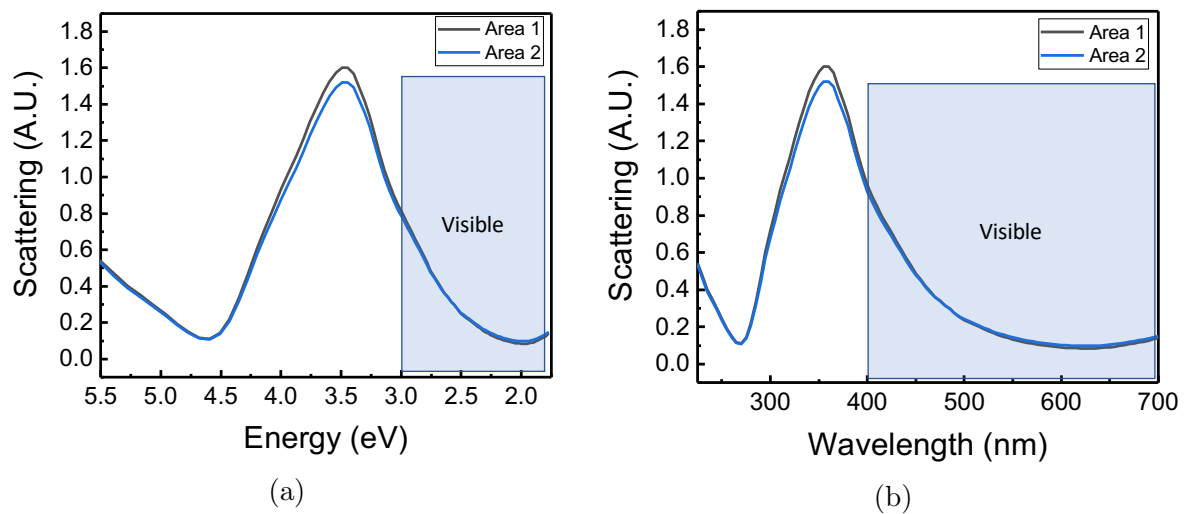 Area 1
Area 2
1.8
1.6
1.4
1.2
1.0
0.8
0.6
0.4
0.2
0.0
Scattering (A.U.)
Visible
5.5 5.0 4.5 4.0 3.5 3.0 2.5 2.0
Energy (eV)
(a)
Area 1
Area 2
1.8
1.6
1.4
1.2
1.0
0.8
0.6
0.4
0.2
0.0
Scattering (A.U.)
Visible
300 400 500 600 700
Wavelength (nm)
(b)